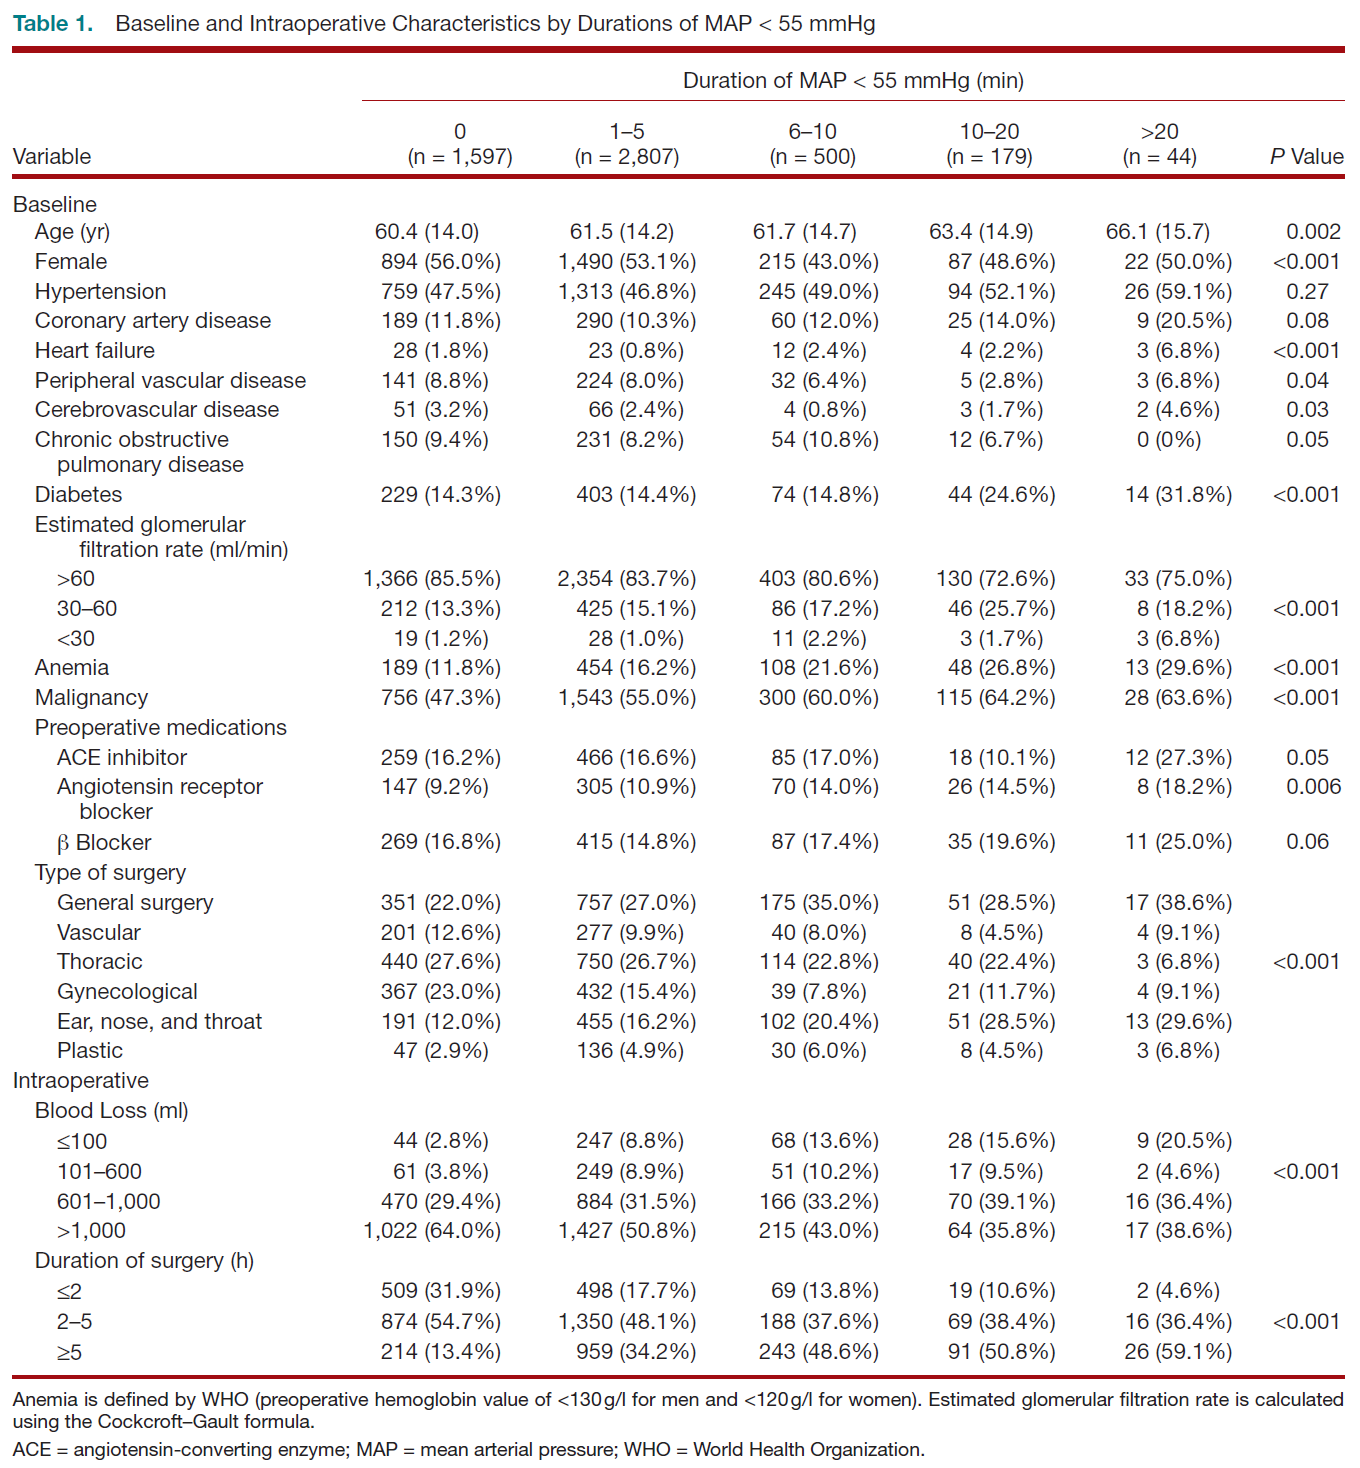 Table 1. Baseline and Intraoperative Characteristics by Durations of MAP < 55 mmHg
Duration of MAP < 55 mmHg (min)
0 1–5 6–10 10–20 >20
Variable (n = 1,597) (n = 2,807) (n = 500) (n = 179) (n = 44) P Value
Baseline
Age (yr) 60.4 (14.0) 61.5 (14.2) 61.7 (14.7) 63.4 (14.9) 66.1 (15.7) 0.002
Female 894 (56.0%) 1,490 (53.1%) 215 (43.0%) 87 (48.6%) 22 (50.0%) <0.001
Hypertension 759 (47.5%) 1,313 (46.8%) 245 (49.0%) 94 (52.1%) 26 (59.1%) 0.27
Coronary artery disease 189 (11.8%) 290 (10.3%) 60 (12.0%) 25 (14.0%) 9 (20.5%) 0.08
Heart failure 28 (1.8%) 23 (0.8%) 12 (2.4%) 4 (2.2%) 3 (6.8%) <0.001
Peripheral vascular disease 141 (8.8%) 224 (8.0%) 32 (6.4%) 5 (2.8%) 3 (6.8%) 0.04
Cerebrovascular disease 51 (3.2%) 66 (2.4%) 4 (0.8%) 3 (1.7%) 2 (4.6%) 0.03
Chronic obstructive 150 (9.4%) 231 (8.2%) 54 (10.8%) 12 (6.7%) 0 (0%) 0.05
pulmonary disease
Diabetes 229 (14.3%) 403 (14.4%) 74 (14.8%) 44 (24.6%) 14 (31.8%) <0.001
Estimated glomerular
filtration rate (ml/min)
>60 1,366 (85.5%) 2,354 (83.7%) 403 (80.6%) 130 (72.6%) 33 (75.0%)
30–60 212 (13.3%) 425 (15.1%) 86 (17.2%) 46 (25.7%) 8 (18.2%) <0.001
<30 19 (1.2%) 28 (1.0%) 11 (2.2%) 3 (1.7%) 3 (6.8%)
Anemia 189 (11.8%) 454 (16.2%) 108 (21.6%) 48 (26.8%) 13 (29.6%) <0.001
Malignancy 756 (47.3%) 1,543 (55.0%) 300 (60.0%) 115 (64.2%) 28 (63.6%) <0.001
Preoperative medications
ACE inhibitor 259 (16.2%) 466 (16.6%) 85 (17.0%) 18 (10.1%) 12 (27.3%) 0.05
Angiotensin receptor 147 (9.2%) 305 (10.9%) 70 (14.0%) 26 (14.5%) 8 (18.2%) 0.006
blocker
β Blocker 269 (16.8%) 415 (14.8%) 87 (17.4%) 35 (19.6%) 11 (25.0%) 0.06
Type of surgery
General surgery 351 (22.0%) 757 (27.0%) 175 (35.0%) 51 (28.5%) 17 (38.6%)
Vascular 201 (12.6%) 277 (9.9%) 40 (8.0%) 8 (4.5%) 4 (9.1%)
Thoracic 440 (27.6%) 750 (26.7%) 114 (22.8%) 40 (22.4%) 3 (6.8%) <0.001
Gynecological 367 (23.0%) 432 (15.4%) 39 (7.8%) 21 (11.7%) 4 (9.1%)
Ear, nose, and throat 191 (12.0%) 455 (16.2%) 102 (20.4%) 51 (28.5%) 13 (29.6%)
Plastic 47 (2.9%) 136 (4.9%) 30 (6.0%) 8 (4.5%) 3 (6.8%)
Intraoperative
Blood Loss (ml)
≤100 44 (2.8%) 247 (8.8%) 68 (13.6%) 28 (15.6%) 9 (20.5%)
101–600 61 (3.8%) 249 (8.9%) 51 (10.2%) 17 (9.5%) 2 (4.6%) <0.001
601–1,000 470 (29.4%) 884 (31.5%) 166 (33.2%) 70 (39.1%) 16 (36.4%)
>1,000 1,022 (64.0%) 1,427 (50.8%) 215 (43.0%) 64 (35.8%) 17 (38.6%)
Duration of surgery (h)
≤2 509 (31.9%) 498 (17.7%) 69 (13.8%) 19 (10.6%) 2 (4.6%)
2–5 874 (54.7%) 1,350 (48.1%) 188 (37.6%) 69 (38.4%) 16 (36.4%) <0.001
≥5 214 (13.4%) 959 (34.2%) 243 (48.6%) 91 (50.8%) 26 (59.1%)
Anemia is defined by WHO (preoperative hemoglobin value of <130 g/l for men and <120 g/l for women). Estimated glomerular filtration rate is calculated
using the Cockcroft–Gault formula.
ACE = angiotensin-converting enzyme; MAP = mean arterial pressure; WHO = World Health Organization.